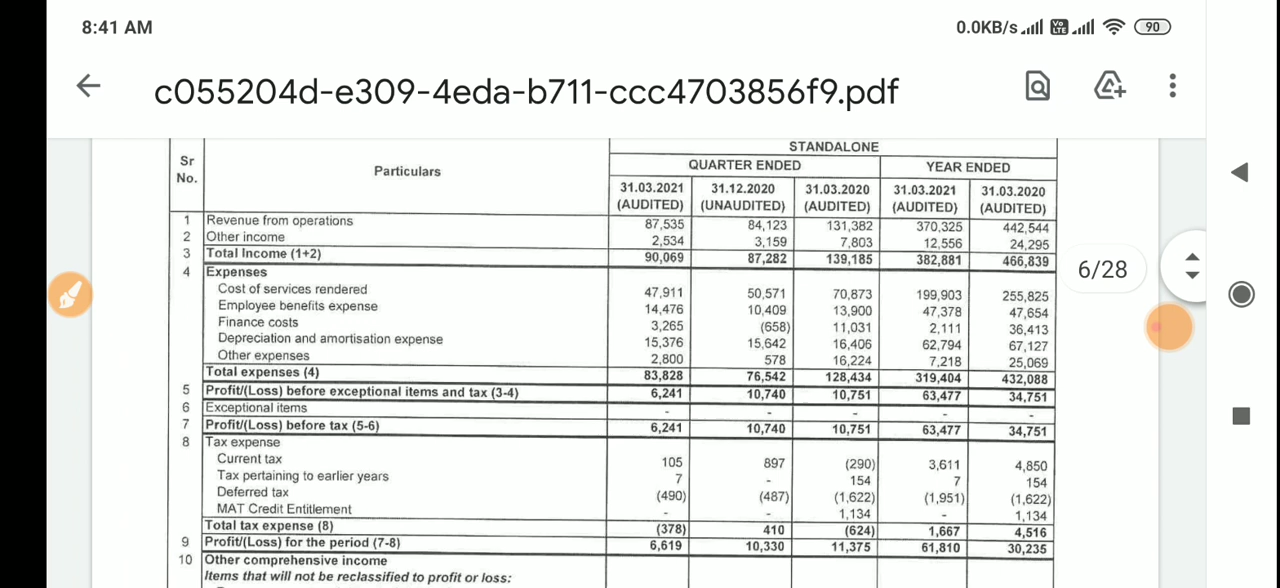 8:41 AM 0.0KB/s Vo LTE 90
c055204d-e309-4eda-b711-ccc4703856f9.pdf
STANDALONE
Sr No. Particulars QUARTER ENDED YEAR ENDED
31.03.2021 31.12.2020 31.03.2020 31.03.2021 31.03.2020
(AUDITED) (UNAUDITED) (AUDITED) (AUDITED) (AUDITED)
1 Revenue from operations 87,535 84,123 131,382 370,325 442,544
2 Other income 2,534 3,159 7,803 12,556 24,295
3 Total Income (1+2) 90,069 87,282 139,185 382,881 466,839
4 Expenses
Cost of services rendered 47,911 50,571 70,873 199,903 255,825
Employee benefits expense 14,476 10,409 13,900 47,378 47,654
Finance costs 3,265 (658) 11,031 2,111 36,413
Depreciation and amortisation expense 15,376 15,642 16,406 62,794 67,127
Other expenses 2,800 578 16,224 7,218 25,069
Total expenses (4) 83,828 76,542 128,434 319,404 432,088
5 Profit/(Loss) before exceptional items and tax (3-4) 6,241 10,740 10,751 63,477 34,751
6 Exceptional items - - - - -
7 Profit/(Loss) before tax (5-6) 6,241 10,740 10,751 63,477 34,751
8 Tax expense
Current tax 105 897 (290) 3,611 4,850
Tax pertaining to earlier years 7 - 154 7 154
Deferred tax (490) (487) (1,622) (1,951) (1,622)
MAT Credit Entitlement - - 1,134 - 1,134
Total tax expense (8) (378) 410 (624) 1,667 4,516
9 Profit/(Loss) for the period (7-8) 6,619 10,330 11,375 61,810 30,235
10 Other comprehensive income
Items that will not be reclassified to profit or loss:
6/28